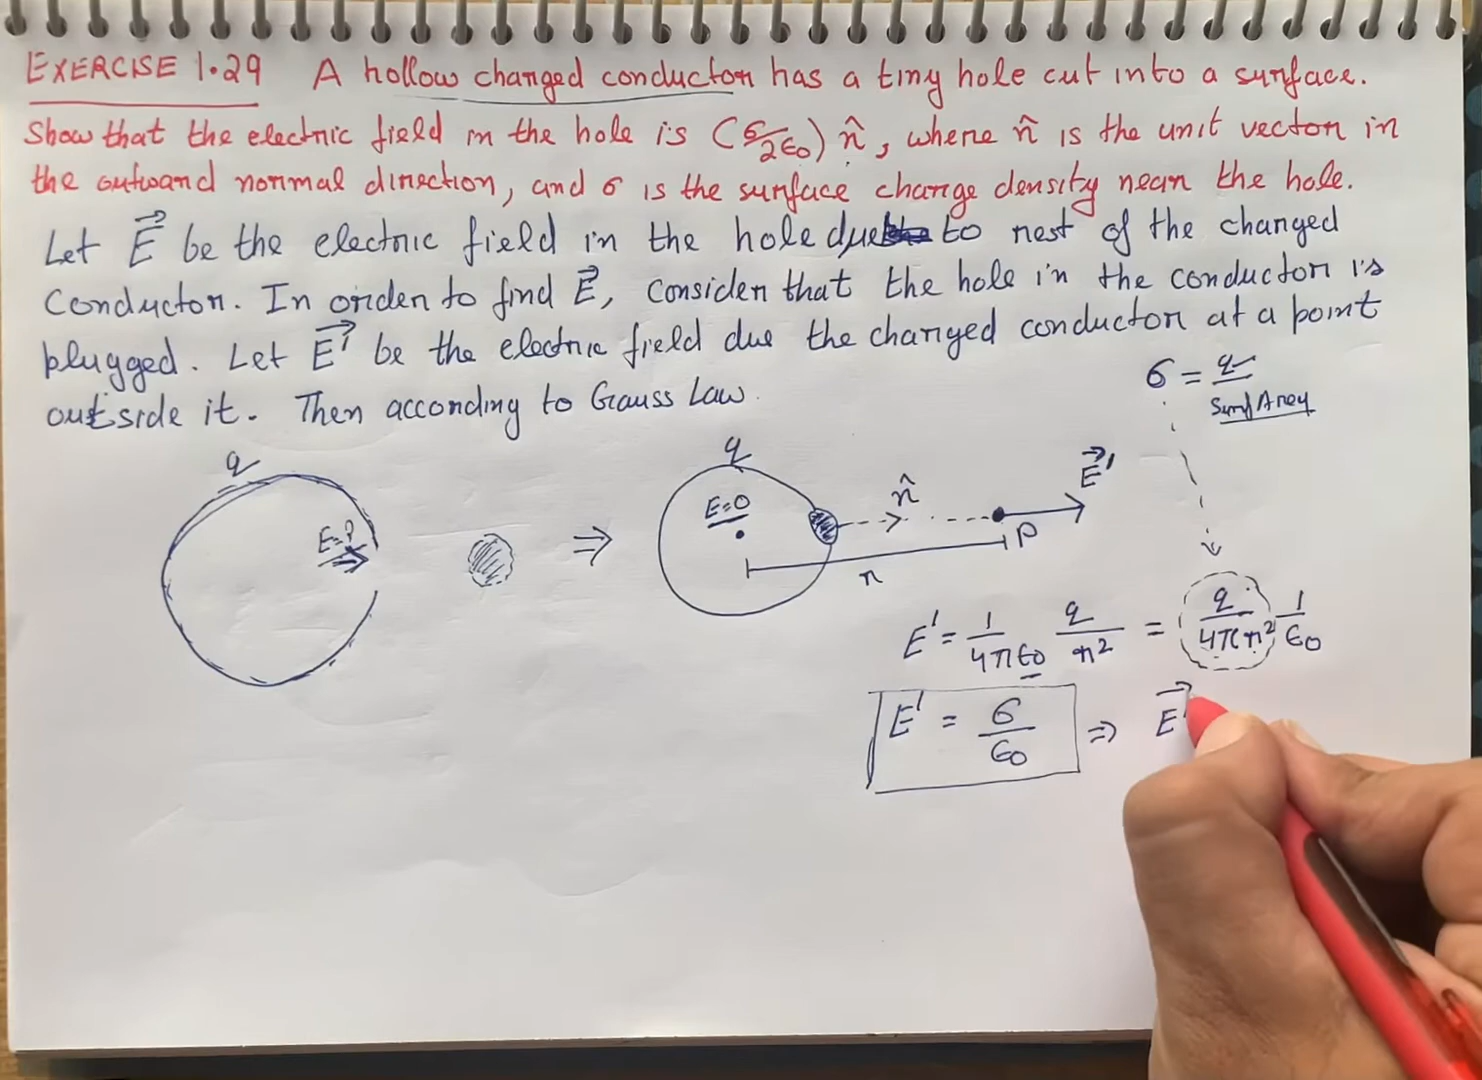 EXERCISE 1.29 A hollow charged conductor has a tiny hole cut into a surface.
Show that the electric field in the hole is (σ/2ϵ₀) n̂, where n̂ is the unit vector in
the outward normal direction, and σ is the surface charge density near the hole.
Let E⃗ be the electric field in the hole due to rest of the charged
Conductor. In order to find E⃗, Consider that the hole in the conductor is
plugged. Let E⃗' be the electric field due the charged conductor at a point
outside it. Then according to Gauss Law.
σ = q / Surf Area
q
E=?
⇒
q
E=0
n̂
E⃗'
P
r
E' = 1/4πϵ₀ q/r² = q/4πr² 1/ϵ₀
E' = σ/ϵ₀ ⇒ E⃗'